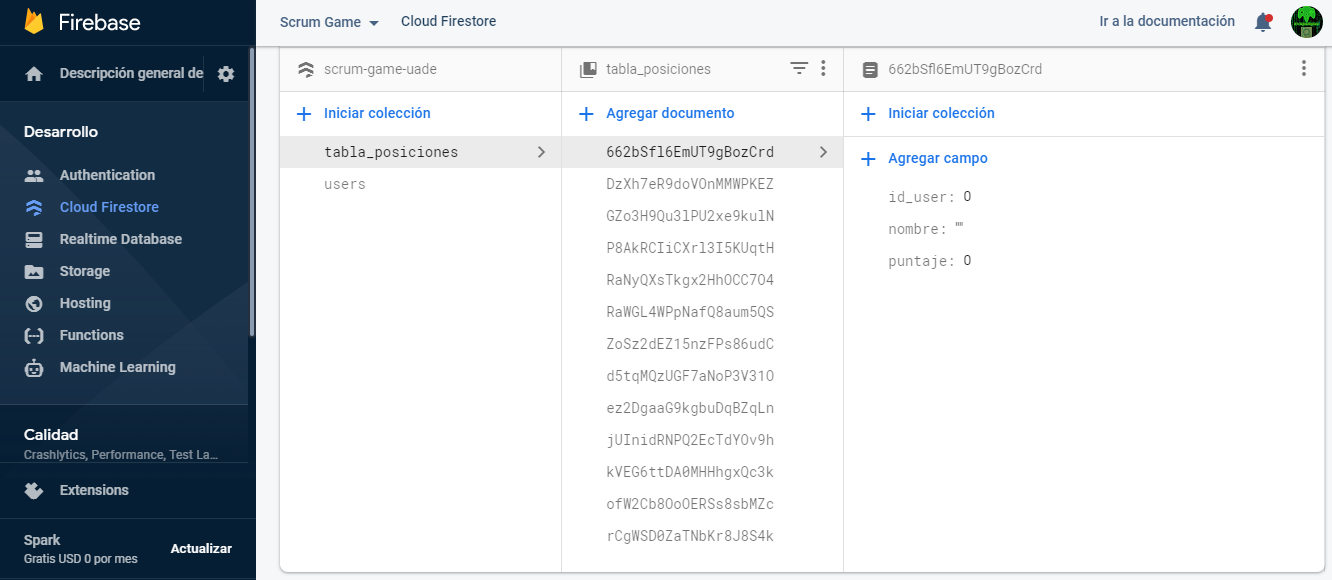 Firebase
Descripción general de
Desarrollo
Authentication
Cloud Firestore
Realtime Database
Storage
Hosting
Functions
Machine Learning
Calidad
Crashlytics, Performance, Test La...
Extensions
Spark
Gratis USD 0 por mes
Actualizar
Scrum Game
Cloud Firestore
Ir a la documentación
scrum-game-uade
Iniciar colección
tabla_posiciones
users
tabla_posiciones
Agregar documento
662bSfl6EmUT9gBozCrd
DzXh7eR9doVOnMMWPKEZ
GZo3H9Qu3lPU2xe9kulN
P8AkRCIiCXrl3I5KUqtH
RaNyQXsTkgx2HhOCC7O4
RaWGL4WPpNafQ8aum5QS
ZoSz2dEZ15nzFPs86udC
d5tqMQzUGF7aNoP3V31O
ez2DgaaG9kgbuDqBZqLn
jUInidRNPQ2EcTdYOv9h
kVEG6ttDA0MHHhgxQc3k
ofW2Cb8OoOERSs8sbMZc
rCgWSD0ZaTNbKr8J8S4k
662bSfl6EmUT9gBozCrd
Iniciar colección
Agregar campo
id_user: 0
nombre: ""
puntaje: 0